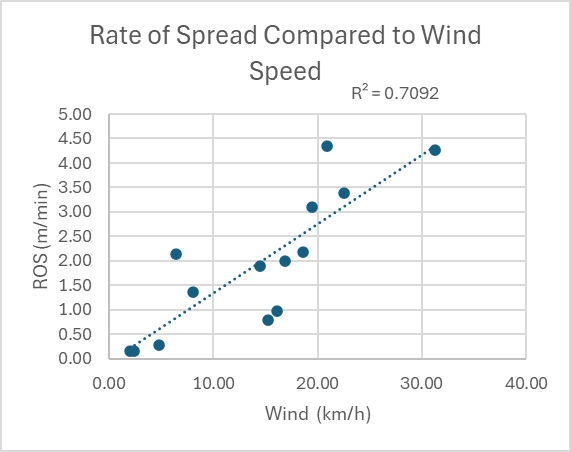 Rate of Spread Compared to Wind
Speed
R² = 0.7092
5.00
4.50
4.00
3.50
3.00
2.50
2.00
1.50
1.00
0.50
0.00
ROS (m/min)
0.00 10.00 20.00 30.00 40.00
Wind (km/h)